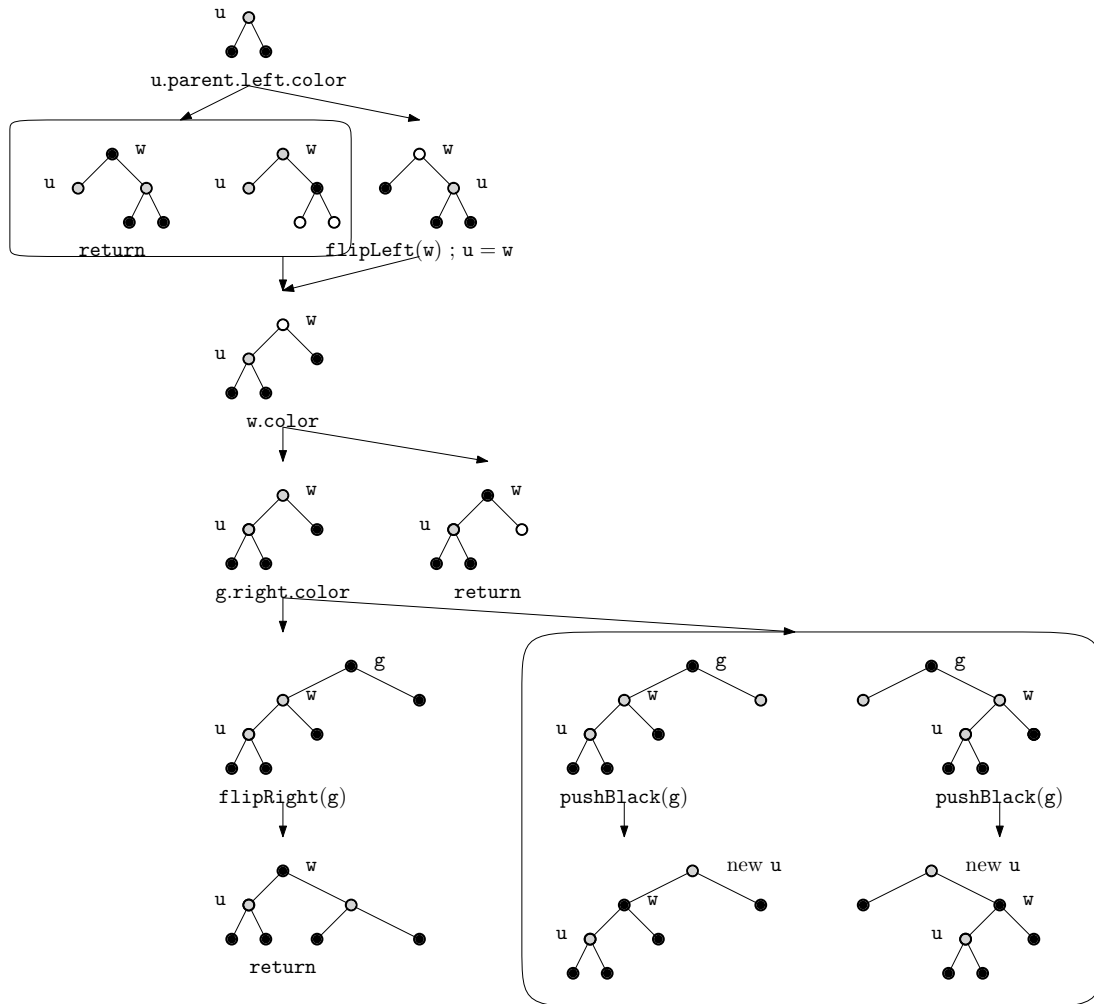 u
u.parent.left.color
w w w
u u u
return flipLeft(w) ; u = w
w
u
w.color
w w
u u
g.right.color return
g g g
w w w
u u u
flipRight(g) pushBlack(g) pushBlack(g)
w new u new u
u w w
u u
return